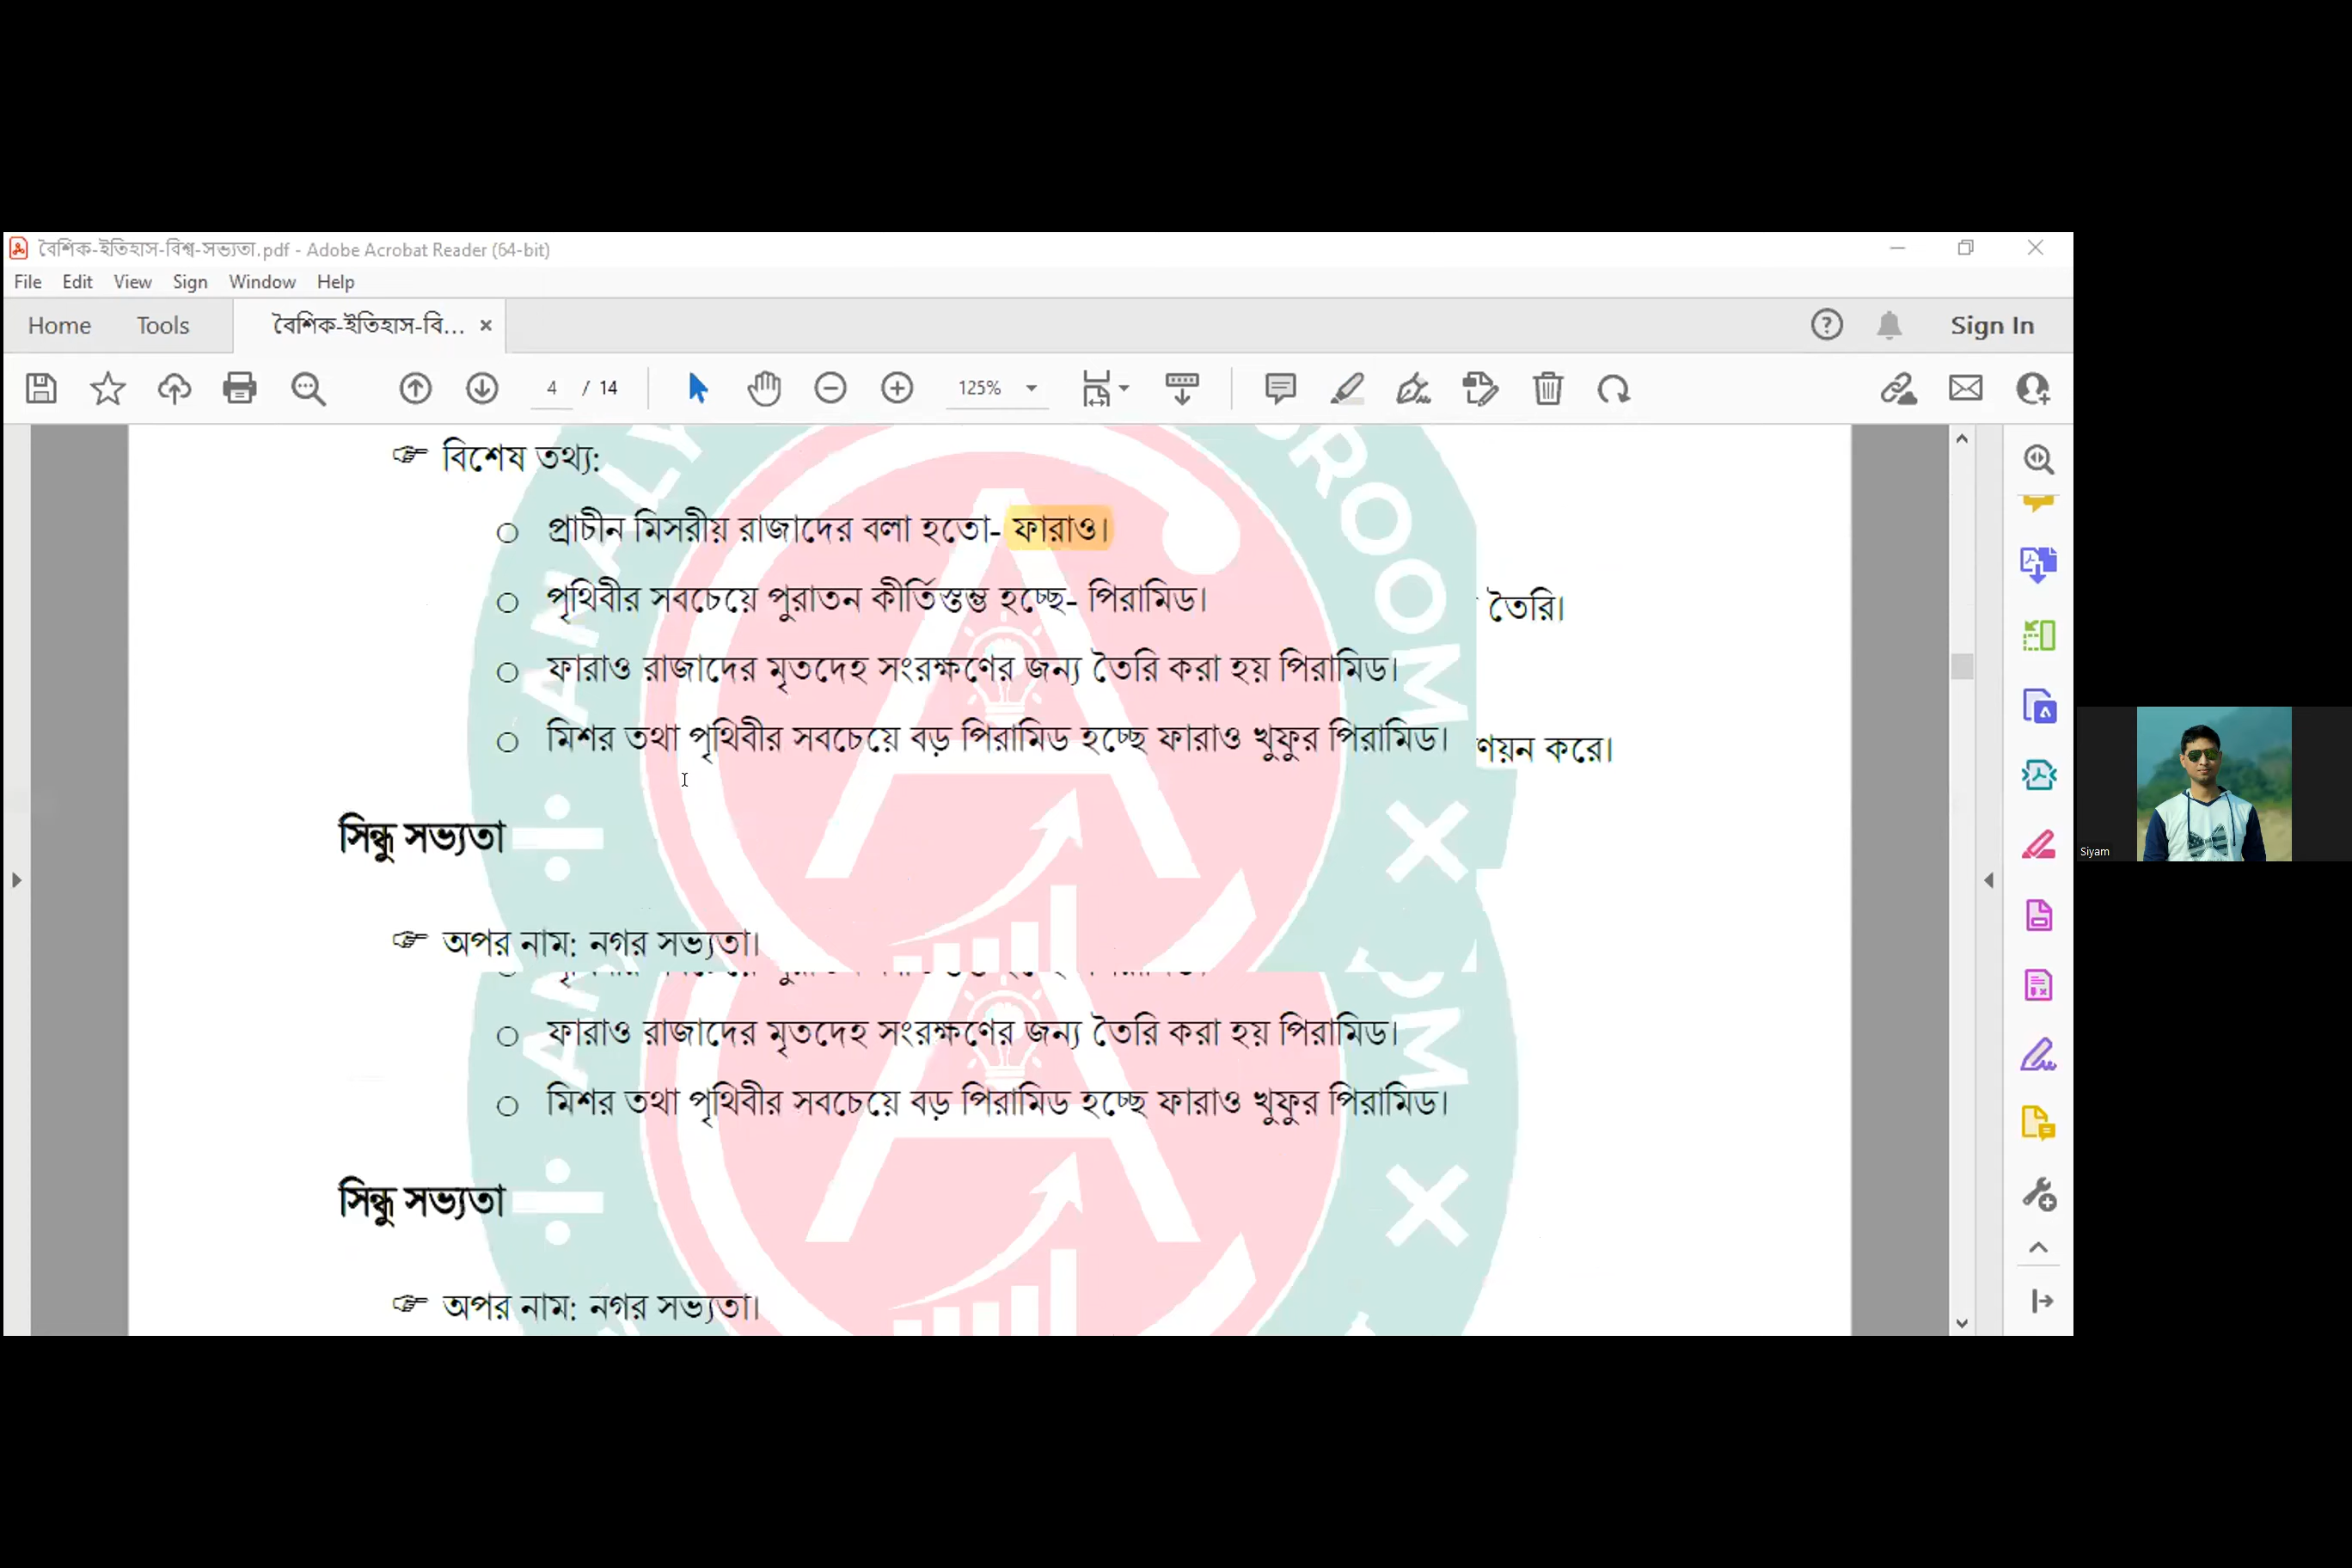 বৈশ্বিক-ইতিহাস-বিশ্ব-সভ্যতা.pdf - Adobe Acrobat Reader (64-bit)
File Edit View Sign Window Help
Home Tools বৈশ্বিক-ইতিহাস-বি... × Sign In
4 / 14 125%
☞ বিশেষ তথ্য:
○ প্রাচীন মিসরীয় রাজাদের বলা হতো- ফারাও।
○ পৃথিবীর সবচেয়ে পুরাতন কীর্তিস্তম্ভ হচ্ছে- পিরামিড।
তৈরি।
○ ফারাও রাজাদের মৃতদেহ সংরক্ষণের জন্য তৈরি করা হয় পিরামিড।
○ মিশর তথা পৃথিবীর সবচেয়ে বড় পিরামিড হচ্ছে ফারাও খুফুর পিরামিড।
ণয়ন করে।
সিন্ধু সভ্যতা
☞ অপর নাম: নগর সভ্যতা।
○ ফারাও রাজাদের মৃতদেহ সংরক্ষণের জন্য তৈরি করা হয় পিরামিড।
○ মিশর তথা পৃথিবীর সবচেয়ে বড় পিরামিড হচ্ছে ফারাও খুফুর পিরামিড।
সিন্ধু সভ্যতা
☞ অপর নাম: নগর সভ্যতা।
Siyam